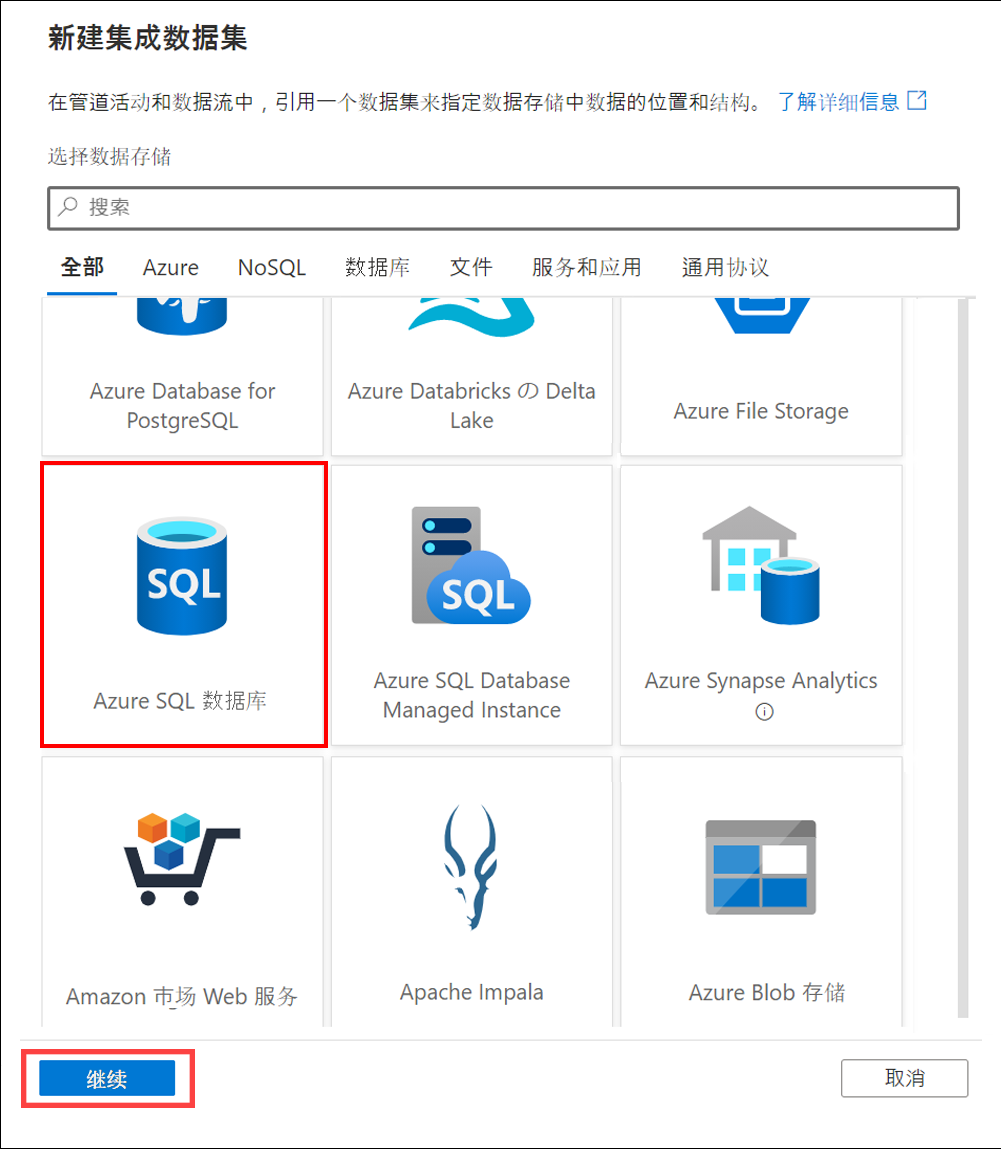 新建集成数据集
在管道活动和数据流中，引用一个数据集来指定数据存储中数据的位置和结构。 了解详细信息
选择数据存储
搜索
全部 Azure NoSQL 数据库 文件 服务和应用 通用协议
Azure Database for
PostgreSQL
Azure Databricks の Delta
Lake
Azure File Storage
SQL
Azure SQL 数据库
SQL
Azure SQL Database
Managed Instance
Azure Synapse Analytics
Amazon 市场 Web 服务
Apache Impala
Azure Blob 存储
继续 取消